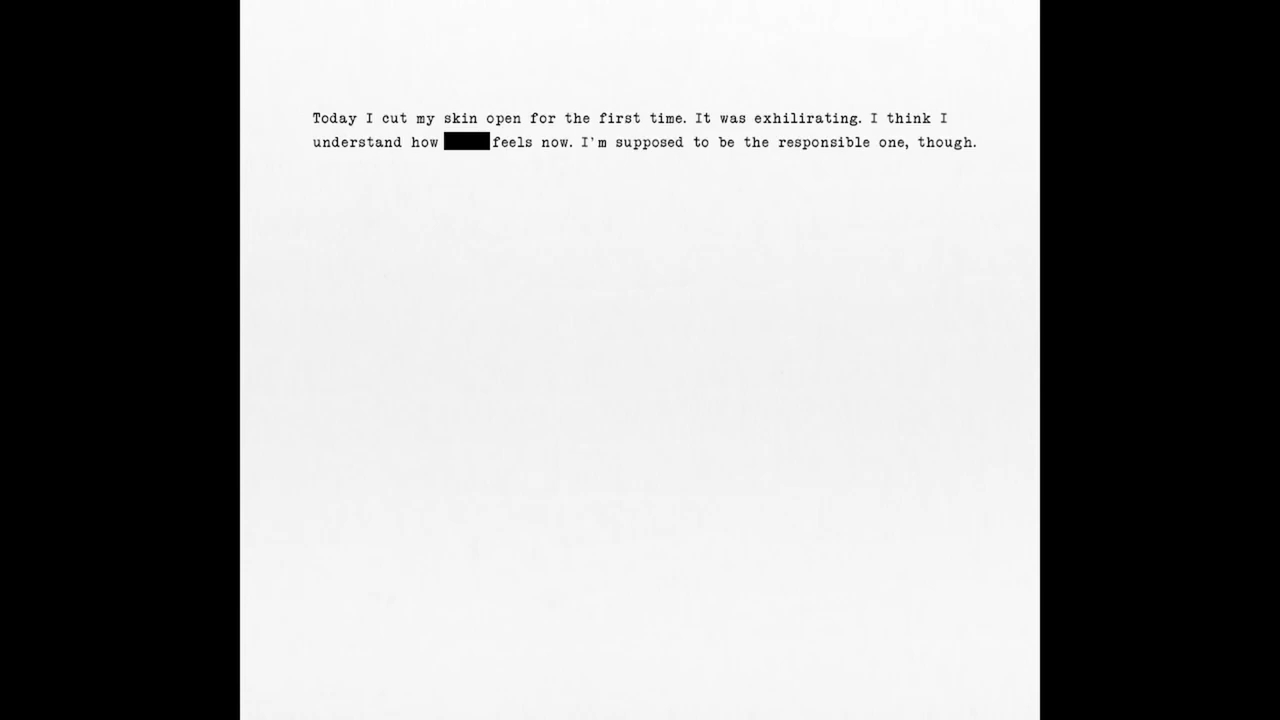 Today I cut my skin open for the first time. It was exhilirating. I think I
understand how feels now. I'm supposed to be the responsible one, though.